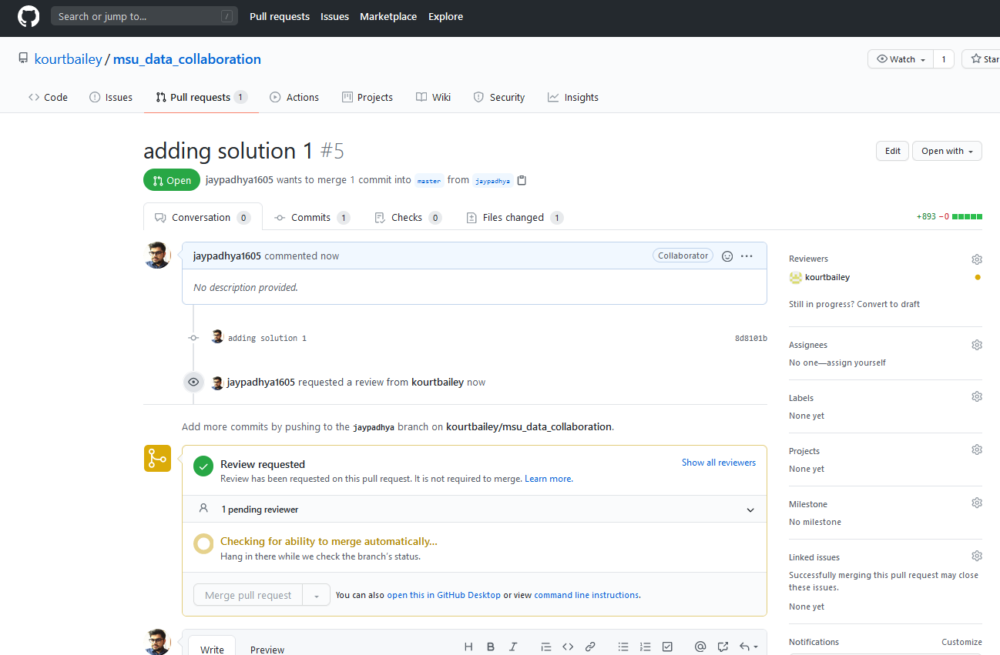 Search or jump to... /
Pull requests Issues Marketplace Explore
kourtbailey / msu_data_collaboration
Watch 1 Star
Code Issues Pull requests 1 Actions Projects Wiki Security Insights
adding solution 1 #5
Edit Open with
Open jaypadhya1605 wants to merge 1 commit into master from jaypadhya
Conversation 0 Commits 1 Checks 0 Files changed 1
+893 −0
jaypadhya1605 commented now
Collaborator
No description provided.
adding solution 1
8d8101b
jaypadhya1605 requested a review from kourtbailey now
Add more commits by pushing to the jaypadhya branch on kourtbailey/msu_data_collaboration.
Review requested
Show all reviewers
Review has been requested on this pull request. It is not required to merge. Learn more.
1 pending reviewer
Checking for ability to merge automatically...
Hang in there while we check the branch's status.
Merge pull request
You can also open this in GitHub Desktop or view command line instructions.
Write Preview
H B I @
Reviewers
kourtbailey
Still in progress? Convert to draft
Assignees
No one—assign yourself
Labels
None yet
Projects
None yet
Milestone
No milestone
Linked issues
Successfully merging this pull request may close
these issues.
None yet
Notifications Customize